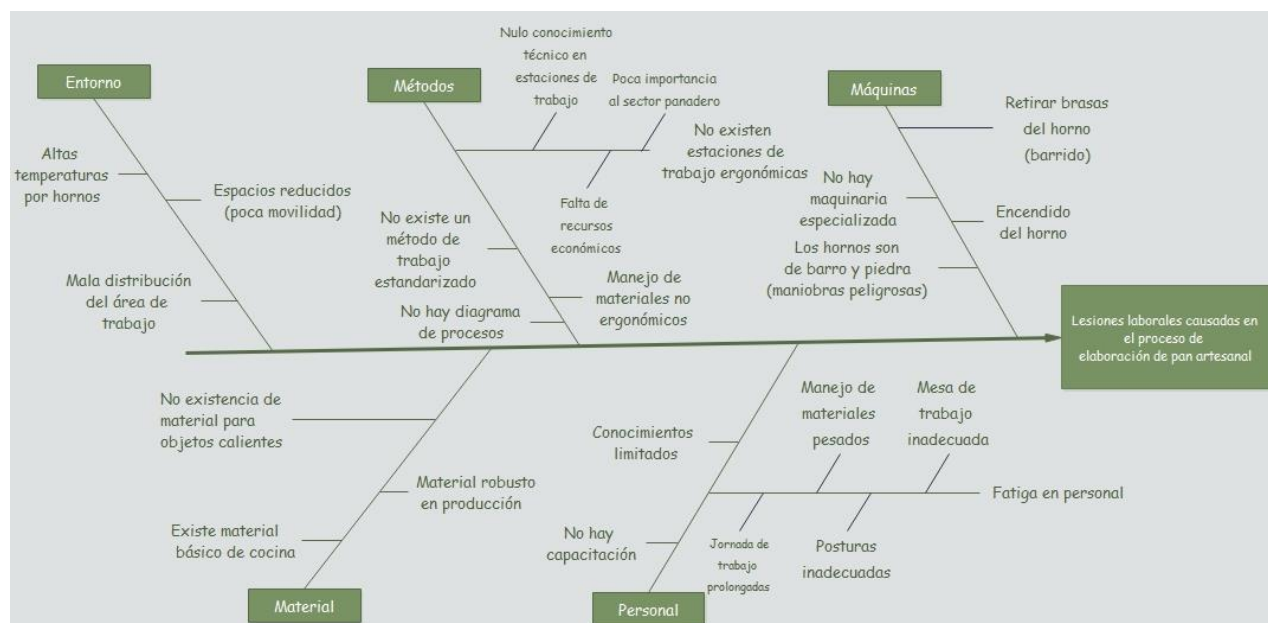 Entorno
Altas
temperaturas
por hornos
Espacios reducidos
(poca movilidad)
Mala distribución
del área de
trabajo
Métodos
Nulo conocimiento
técnico en
estaciones de
trabajo
Poca importancia
al sector panadero
No existen
estaciones de
trabajo ergonómicas
Falta de
recursos
económicos
No existe un
método de
trabajo
estandarizado
Manejo de
materiales no
ergonómicos
No hay diagrama
de procesos
Máquinas
Retirar brasas
del horno
(barrido)
No hay
maquinaria
especializada
Encendido
del horno
Los hornos son
de barro y piedra
(maniobras peligrosas)
Lesiones laborales causadas en
el proceso de
elaboración de pan artesanal
No existencia de
material para
objetos calientes
Material robusto
en producción
Existe material
básico de cocina
Material
Conocimientos
limitados
Manejo de
materiales
pesados
Mesa de
trabajo
inadecuada
Fatiga en personal
Jornada de
trabajo
prolongadas
Posturas
inadecuadas
No hay
capacitación
Personal